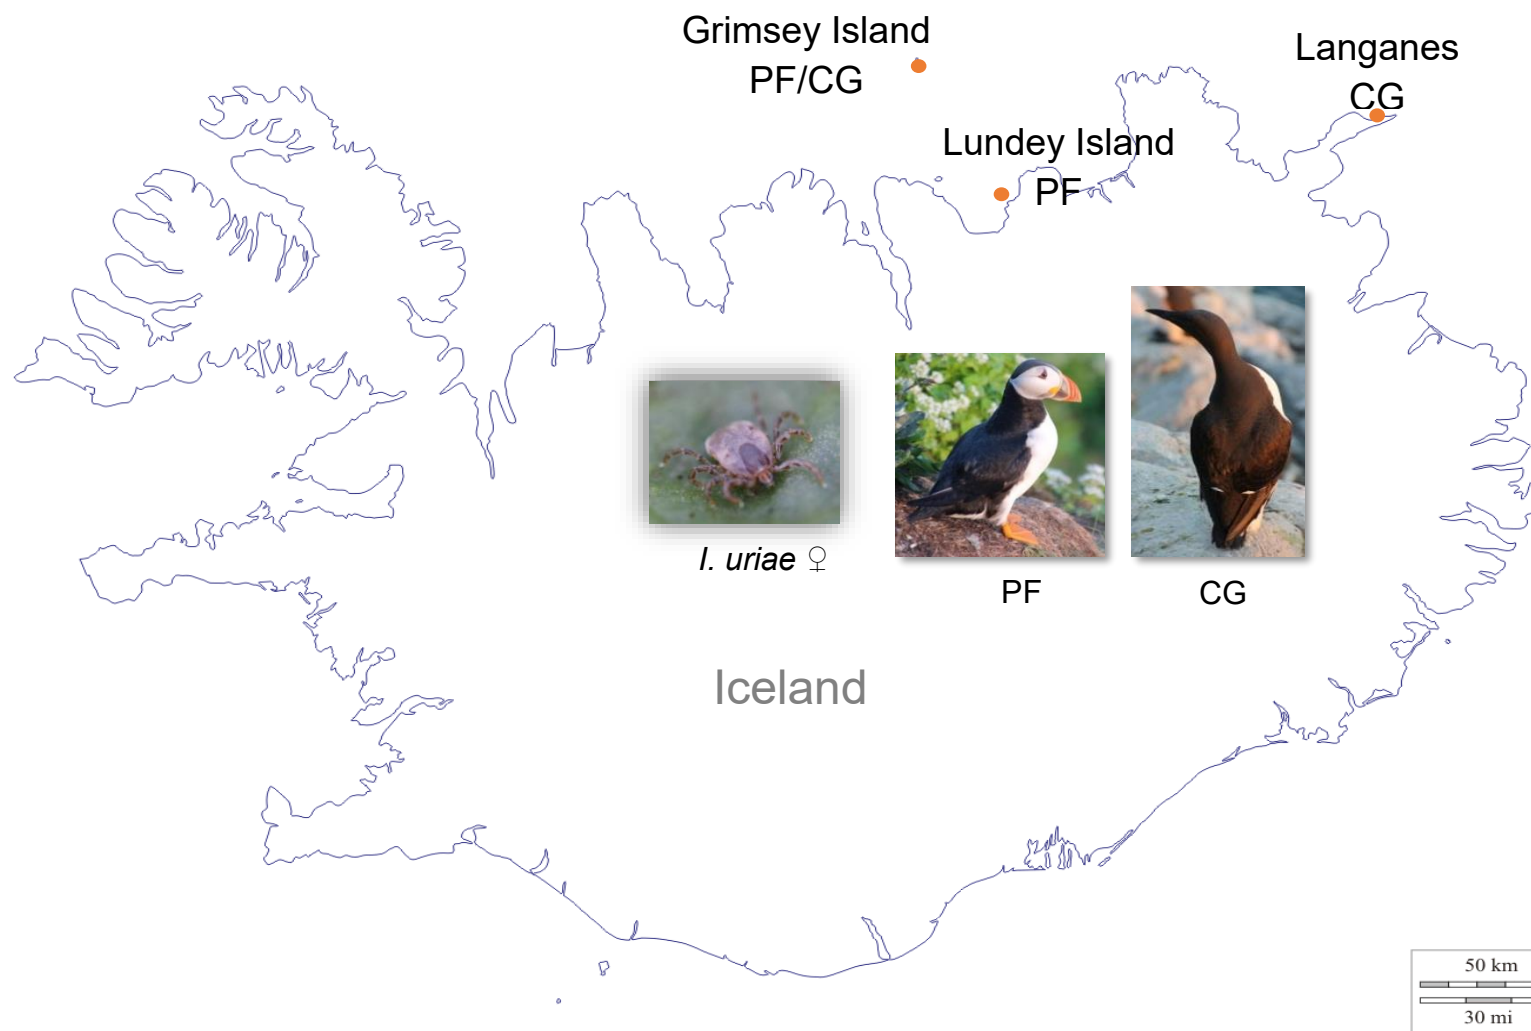 Grimsey Island
PF/CG
Langanes
CG
Lundey Island
PF
I. uriae ♀
PF
CG
Iceland
50 km
30 mi